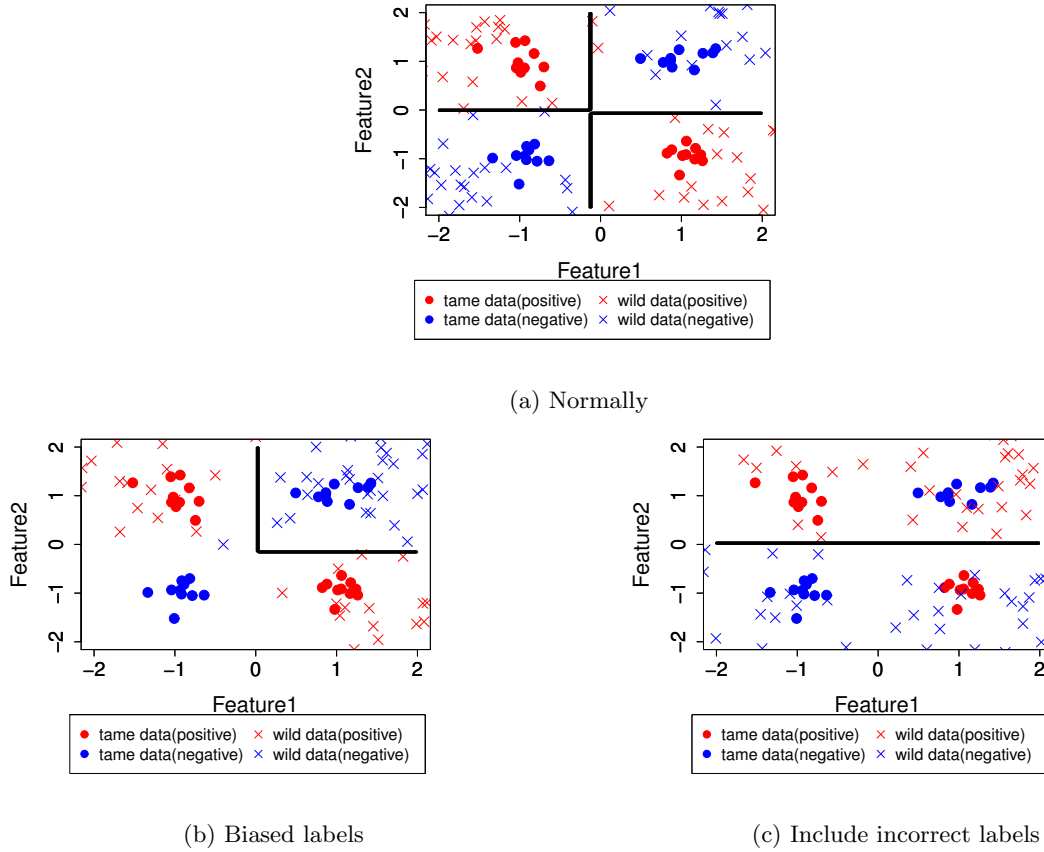 2
1
0
−1
−2
Feature2
−2 −1 0 1 2
Feature1
tame data(positive) wild data(positive)
tame data(negative) wild data(negative)
(a) Normally
2
1
0
−1
−2
Feature2
−2 −1 0 1 2
Feature1
tame data(positive) wild data(positive)
tame data(negative) wild data(negative)
(b) Biased labels
2
1
0
−1
−2
Feature2
−2 −1 0 1 2
Feature1
tame data(positive) wild data(positive)
tame data(negative) wild data(negative)
(c) Include incorrect labels